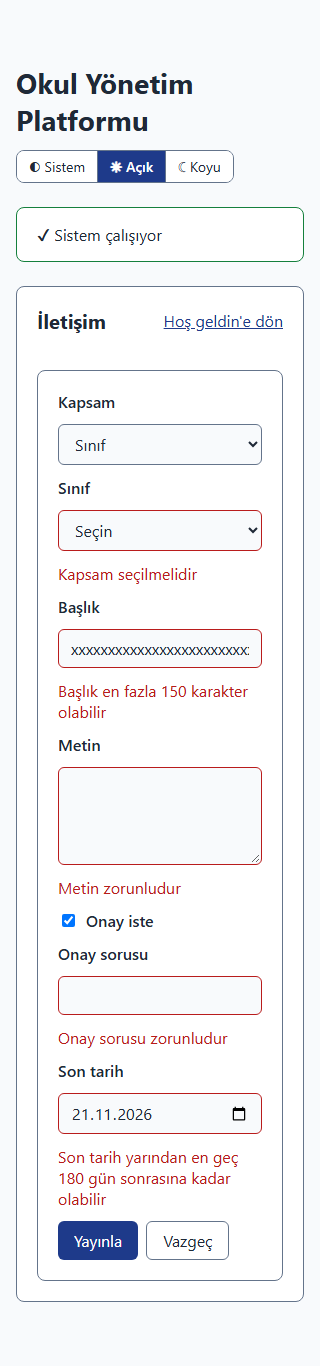 Okul Yönetim
Platformu
Sistem
Açık
Koyu
✓ Sistem çalışıyor
İletişim
Hoş geldin'e dön
Kapsam
Sınıf
Sınıf
Seçin
Kapsam seçilmelidir
Başlık
Başlık en fazla 150 karakter
olabilir
Metin
Metin zorunludur
Onay iste
Onay sorusu
Onay sorusu zorunludur
Son tarih
21.11.2026
Son tarih yarından en geç
180 gün sonrasına kadar
olabilir
Yayınla
Vazgeç